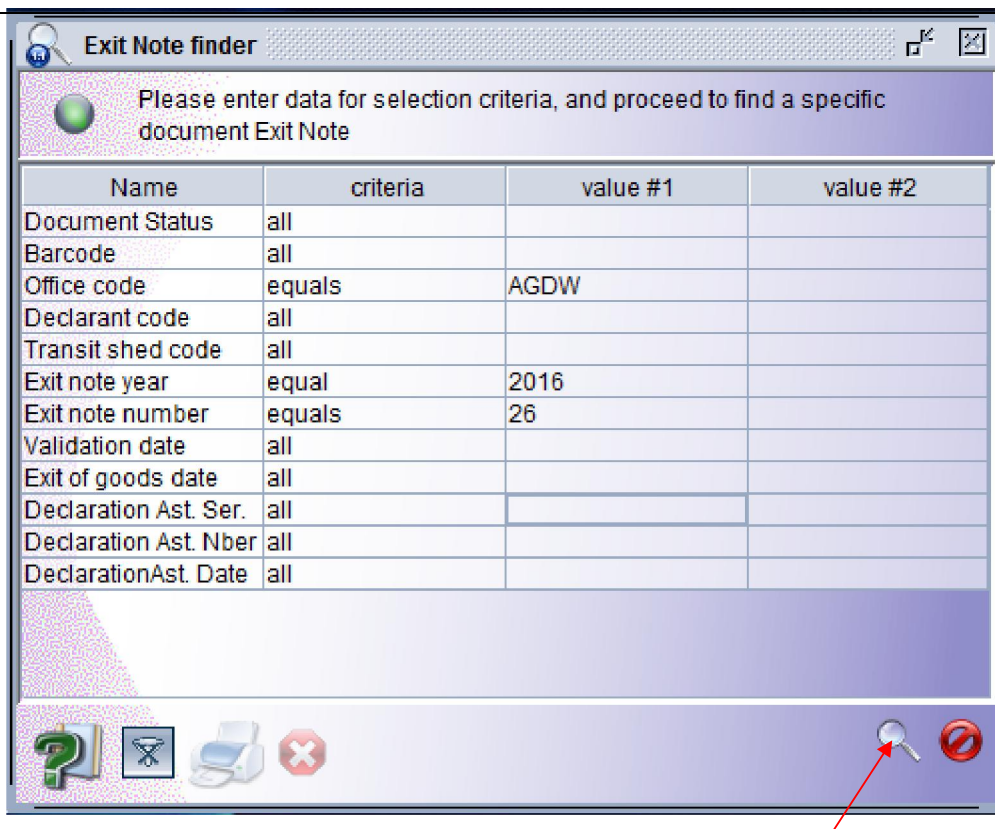 Exit Note finder
Please enter data for selection criteria, and proceed to find a specific
document Exit Note
Name criteria value #1 value #2
Document Status all
Barcode all
Office code equals AGDW
Declarant code all
Transit shed code all
Exit note year equal 2016
Exit note number equals 26
Validation date all
Exit of goods date all
Declaration Ast. Ser. all
Declaration Ast. Nber all
DeclarationAst. Date all